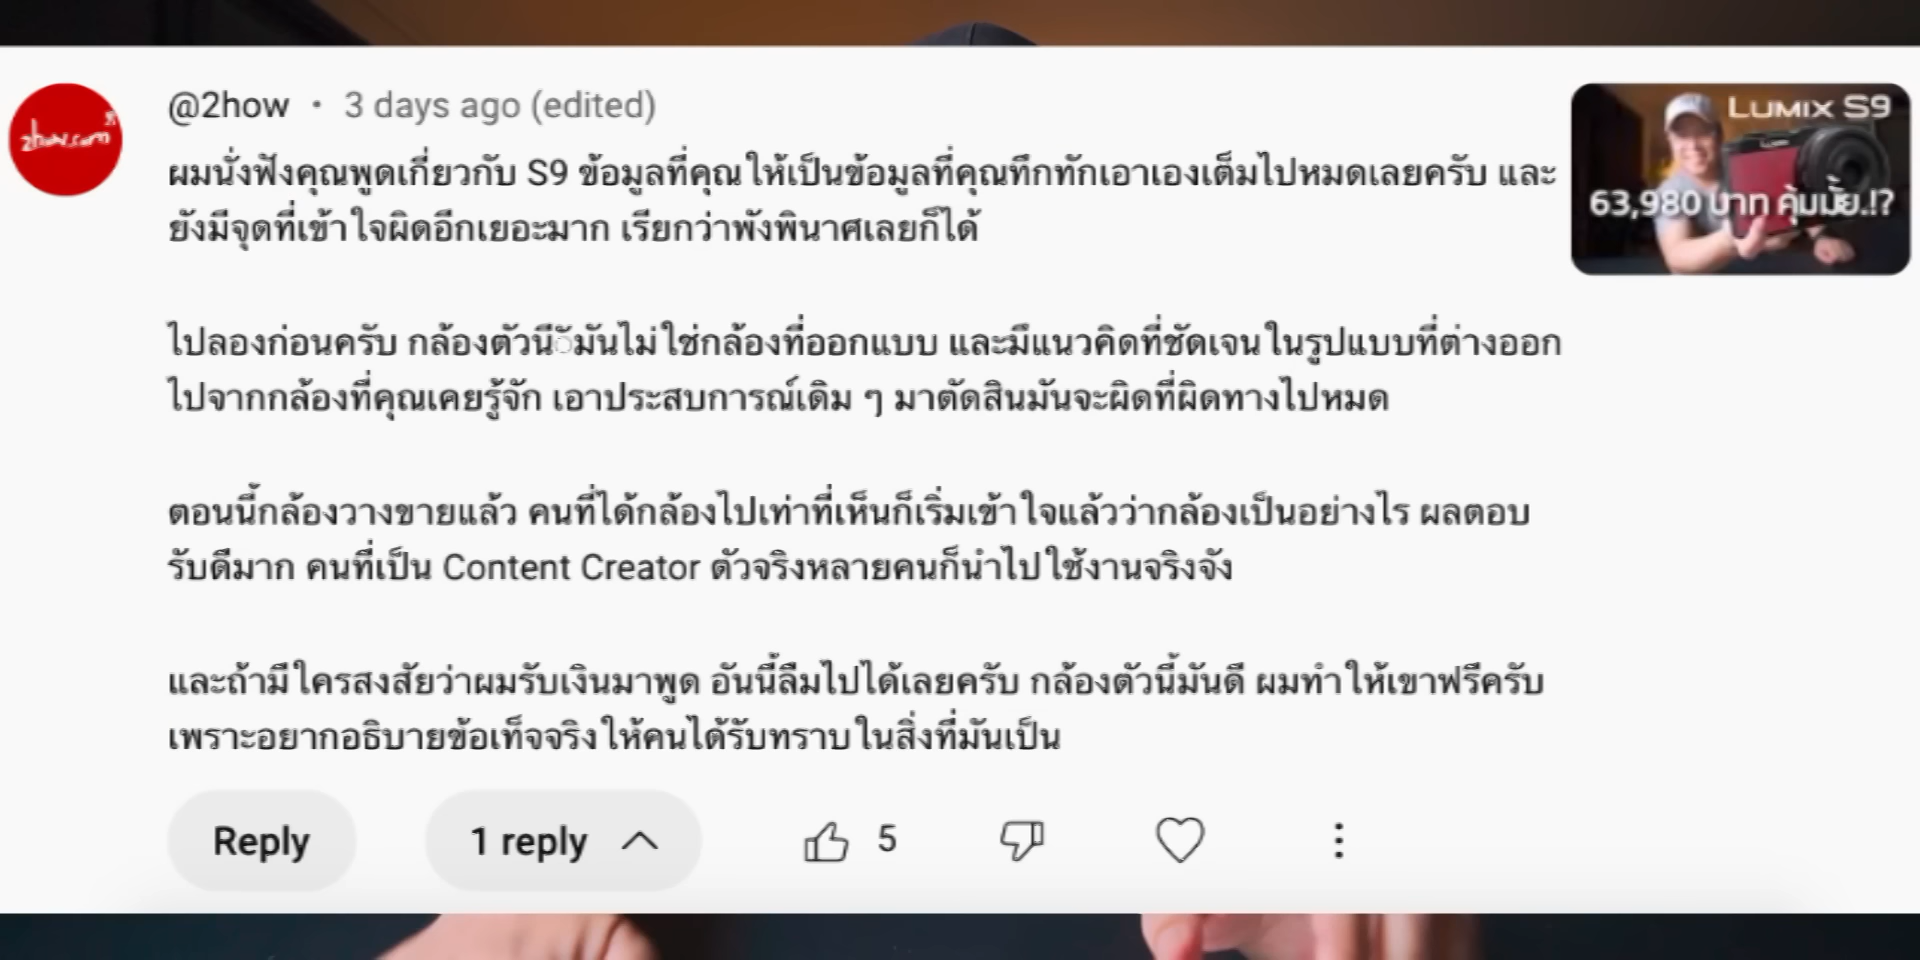 @2how • 3 days ago (edited)
2how.com
LUMIX S9
63,980 บาท คุ้มมั้ย.!?
ผมนั่งฟังคุณพูดเกี่ยวกับ S9 ข้อมูลที่คุณให้เป็นข้อมูลที่คุณทึกทักเอาเองเต็มไปหมดเลยครับ และ
ยังมีจุดที่เข้าใจผิดอีกเยอะมาก เรียกว่าพังพินาศเลยก็ได้
ไปลองก่อนครับ กล้องตัวนีัมันไม่ใช่กล้องที่ออกแบบ และมีแนวคิดที่ชัดเจนในรูปแบบที่ต่างออก
ไปจากกล้องที่คุณเคยรู้จัก เอาประสบการณ์เดิม ๆ มาตัดสินมันจะผิดที่ผิดทางไปหมด
ตอนนี้กล้องวางขายแล้ว คนที่ได้กล้องไปเท่าที่เห็นก็เริ่มเข้าใจแล้วว่ากล้องเป็นอย่างไร ผลตอบ
รับดีมาก คนที่เป็น Content Creator ตัวจริงหลายคนก็นำไปใช้งานจริงจัง
และถ้ามีใครสงสัยว่าผมรับเงินมาพูด อันนี้ลืมไปได้เลยครับ กล้องตัวนี้มันดี ผมทำให้เขาฟรีครับ
เพราะอยากอธิบายข้อเท็จจริงให้คนได้รับทราบในสิ่งที่มันเป็น
Reply
1 reply
5